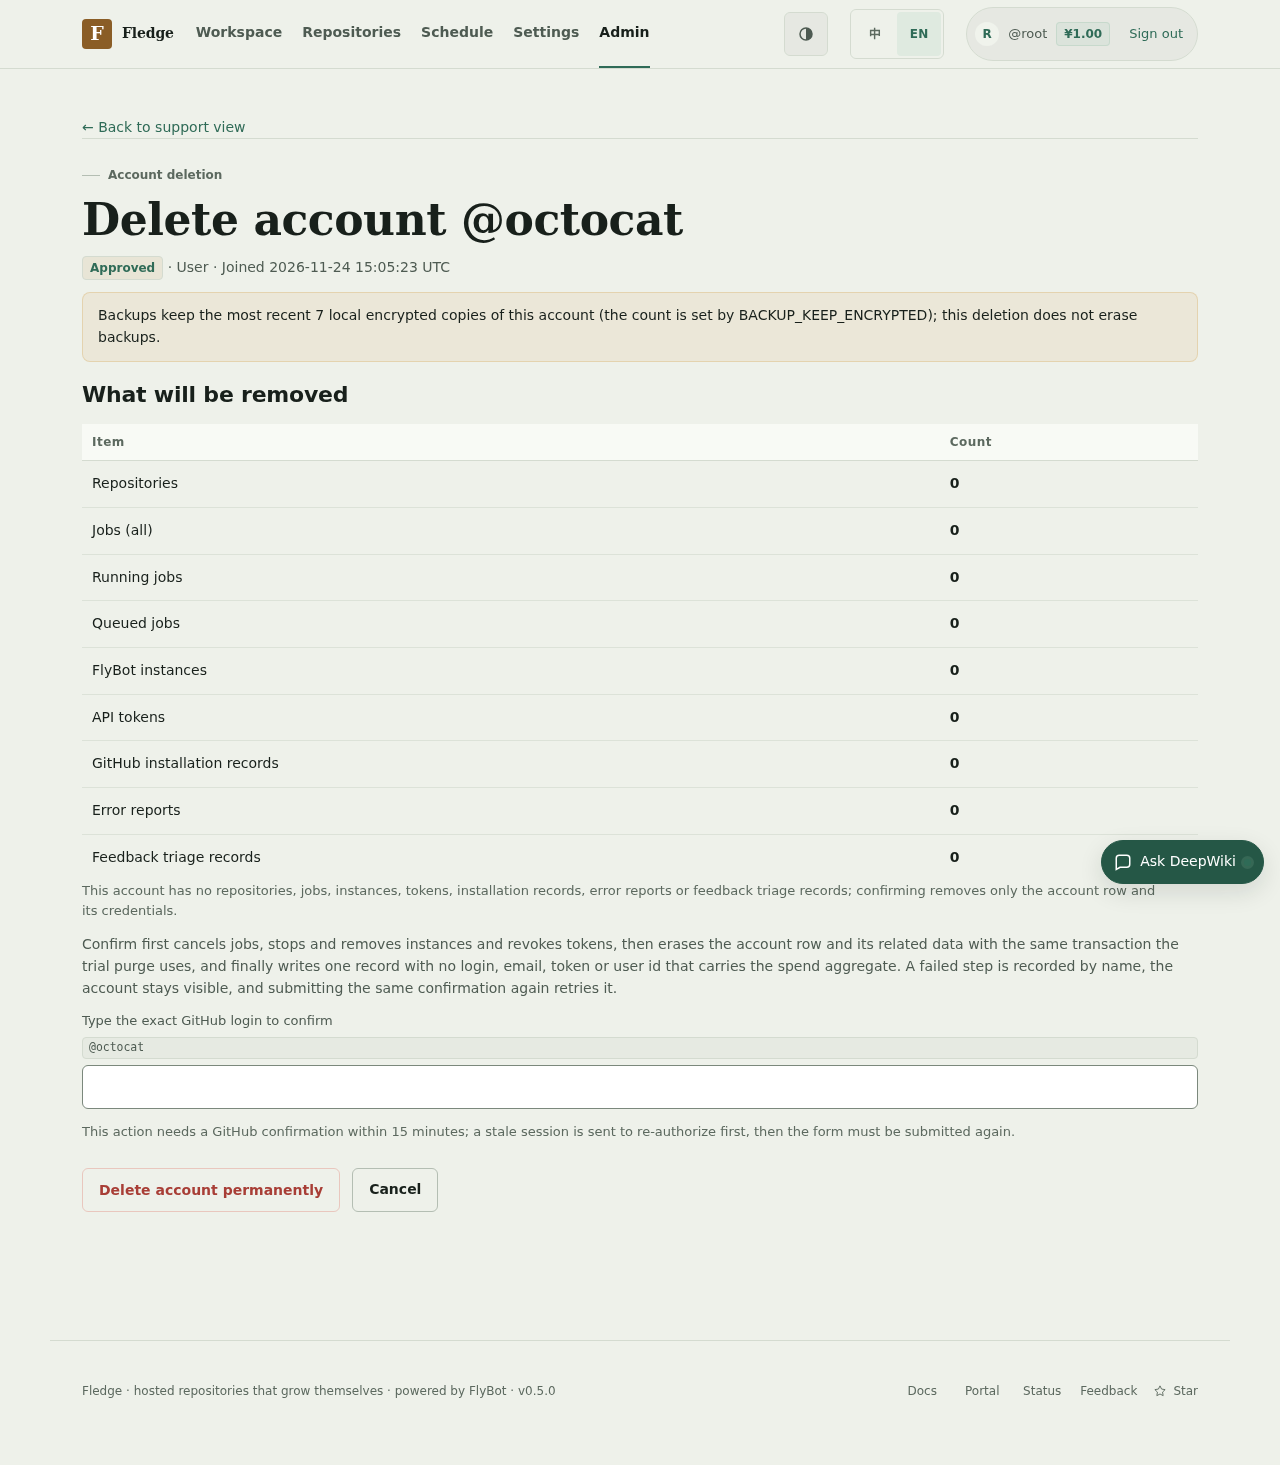 F Fledge Workspace Repositories Schedule Settings Admin 中 EN R @root ¥1.00 Sign out
← Back to support view
Account deletion
Delete account @octocat
Approved · User · Joined 2026-11-24 15:05:23 UTC
Backups keep the most recent 7 local encrypted copies of this account (the count is set by BACKUP_KEEP_ENCRYPTED); this deletion does not erase
backups.
What will be removed
Item Count
Repositories 0
Jobs (all) 0
Running jobs 0
Queued jobs 0
FlyBot instances 0
API tokens 0
GitHub installation records 0
Error reports 0
Feedback triage records 0
Ask DeepWiki
This account has no repositories, jobs, instances, tokens, installation records, error reports or feedback triage records; confirming removes only the account row and
its credentials.
Confirm first cancels jobs, stops and removes instances and revokes tokens, then erases the account row and its related data with the same transaction the
trial purge uses, and finally writes one record with no login, email, token or user id that carries the spend aggregate. A failed step is recorded by name, the
account stays visible, and submitting the same confirmation again retries it.
Type the exact GitHub login to confirm
@octocat
This action needs a GitHub confirmation within 15 minutes; a stale session is sent to re-authorize first, then the form must be submitted again.
Delete account permanently Cancel
Fledge · hosted repositories that grow themselves · powered by FlyBot · v0.5.0 Docs Portal Status Feedback Star